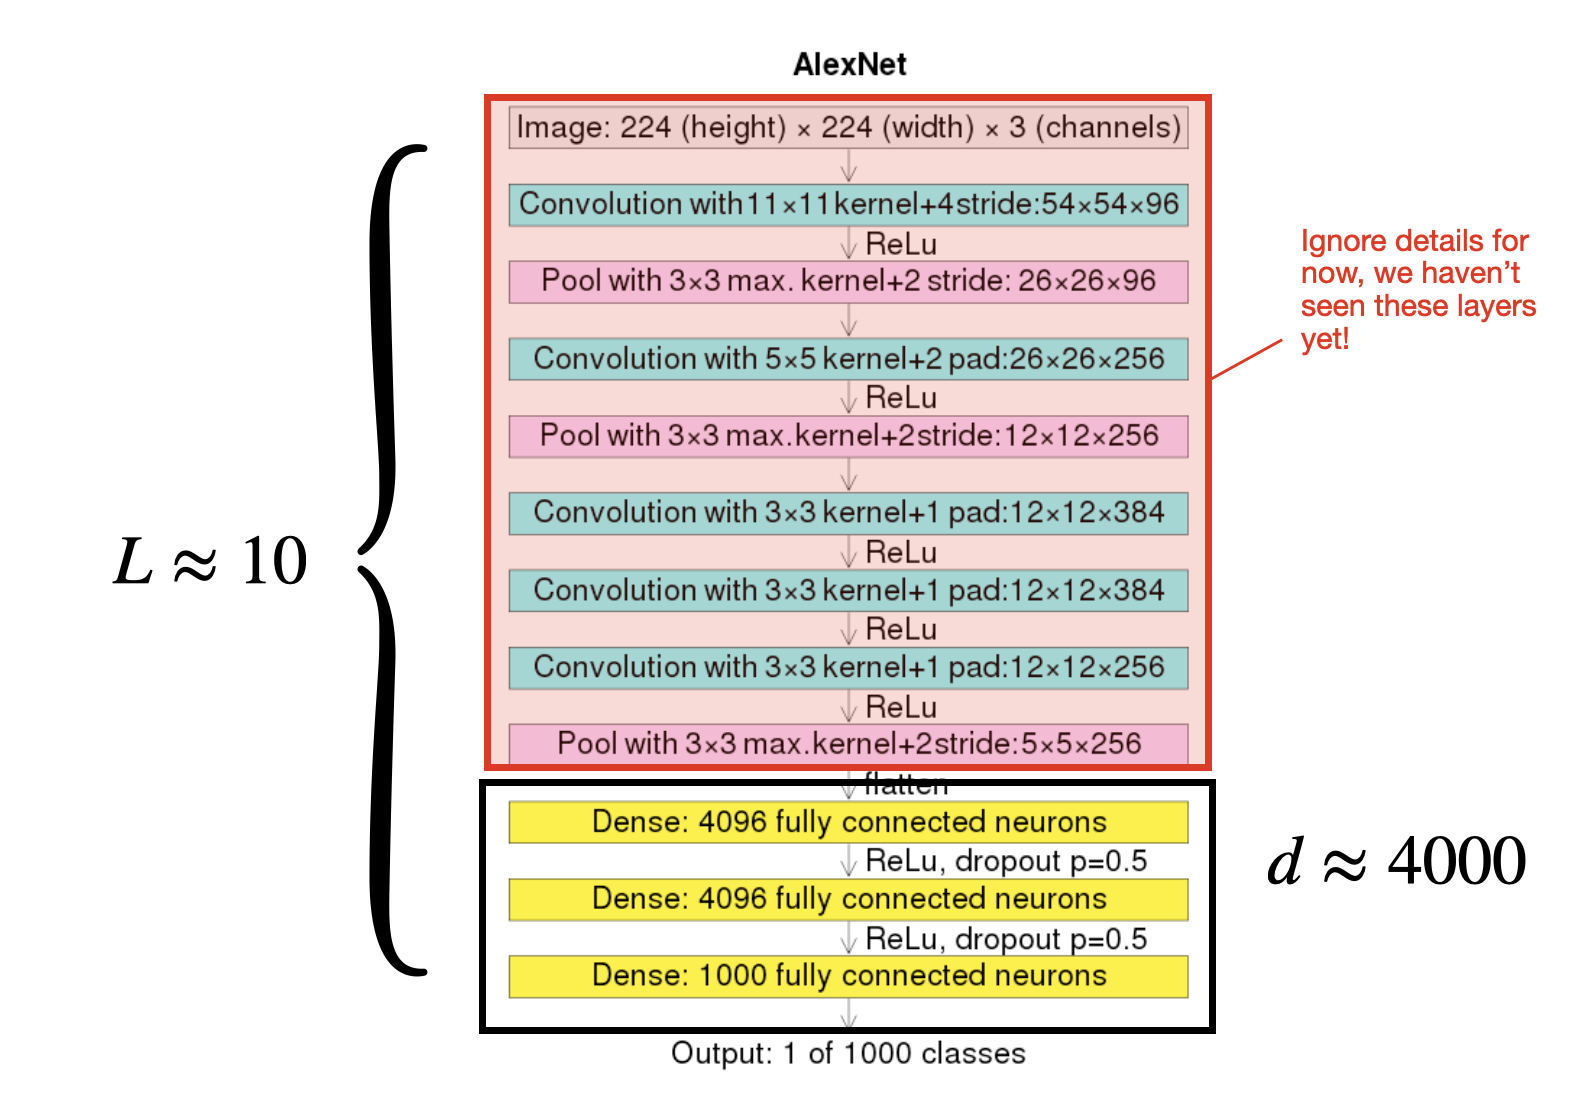 AlexNet
Image: 224 (height) × 224 (width) × 3 (channels)
Convolution with 11×11 kernel+4 stride:54×54×96
ReLu
Pool with 3×3 max. kernel+2 stride: 26×26×96
Convolution with 5×5 kernel+2 pad:26×26×256
ReLu
Pool with 3×3 max.kernel+2stride:12×12×256
Convolution with 3×3 kernel+1 pad:12×12×384
ReLu
Convolution with 3×3 kernel+1 pad:12×12×384
ReLu
Convolution with 3×3 kernel+1 pad:12×12×256
ReLu
Pool with 3×3 max.kernel+2stride:5×5×256
flatten
Dense: 4096 fully connected neurons
ReLu, dropout p=0.5
Dense: 4096 fully connected neurons
ReLu, dropout p=0.5
Dense: 1000 fully connected neurons
Output: 1 of 1000 classes
L ≈ 10
Ignore details for
now, we haven't
seen these layers
yet!
d ≈ 4000